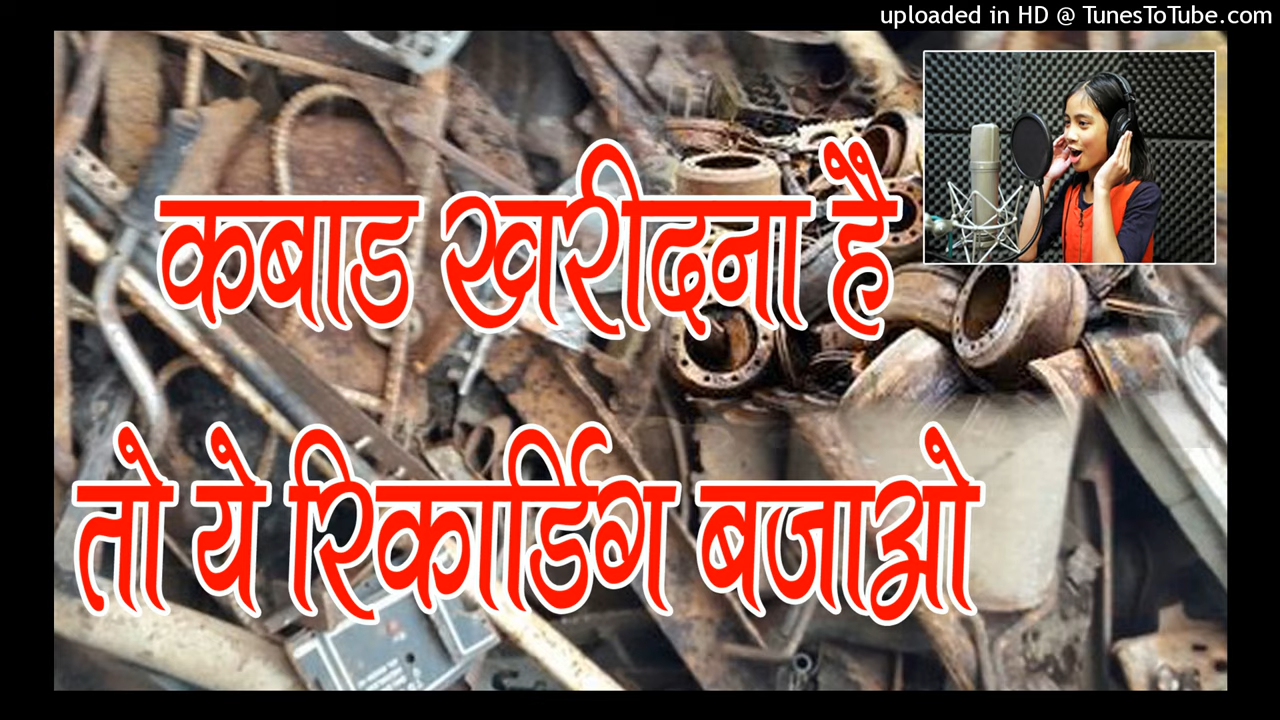 uploaded in HD @ TunesToTube.com
कबाड खरीदना है
तो ये रिकार्डिग बजाओ